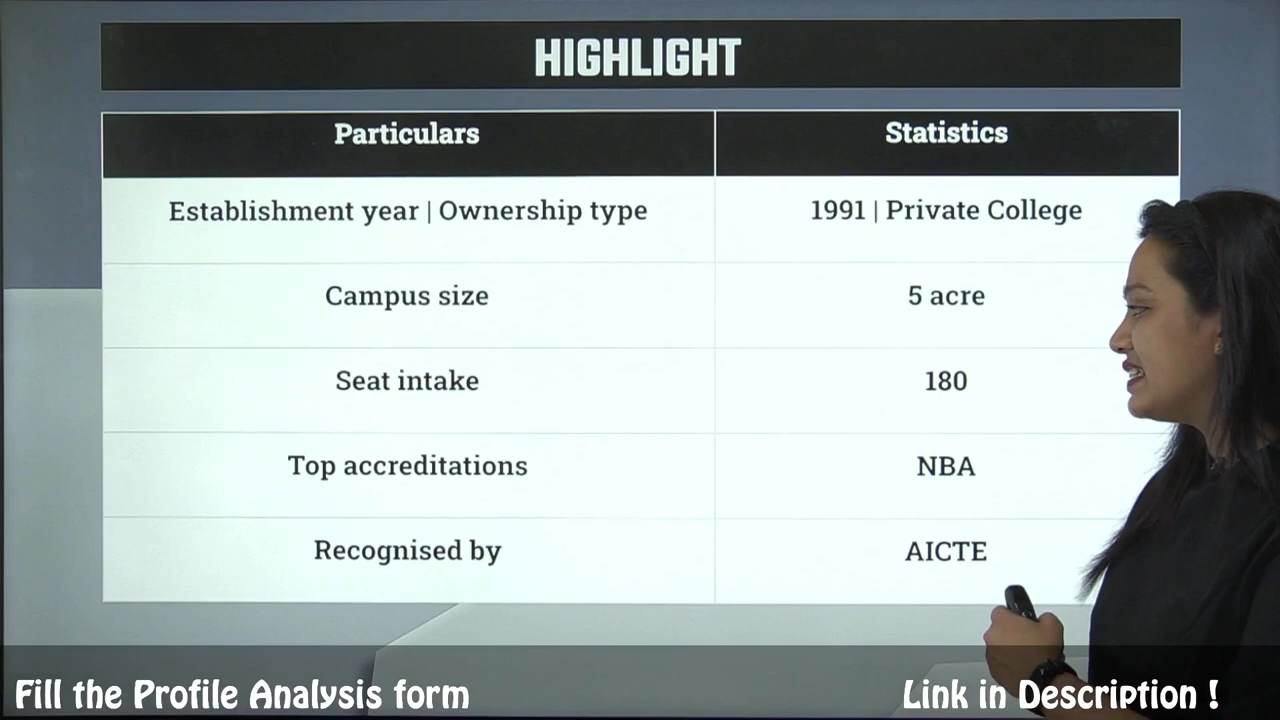 HIGHLIGHT
Particulars
Statistics
Establishment year | Ownership type
1991 | Private College
Campus size
5 acre
Seat intake
180
Top accreditations
NBA
Recognised by
AICTE
Fill the Profile Analysis form
Link in Description !